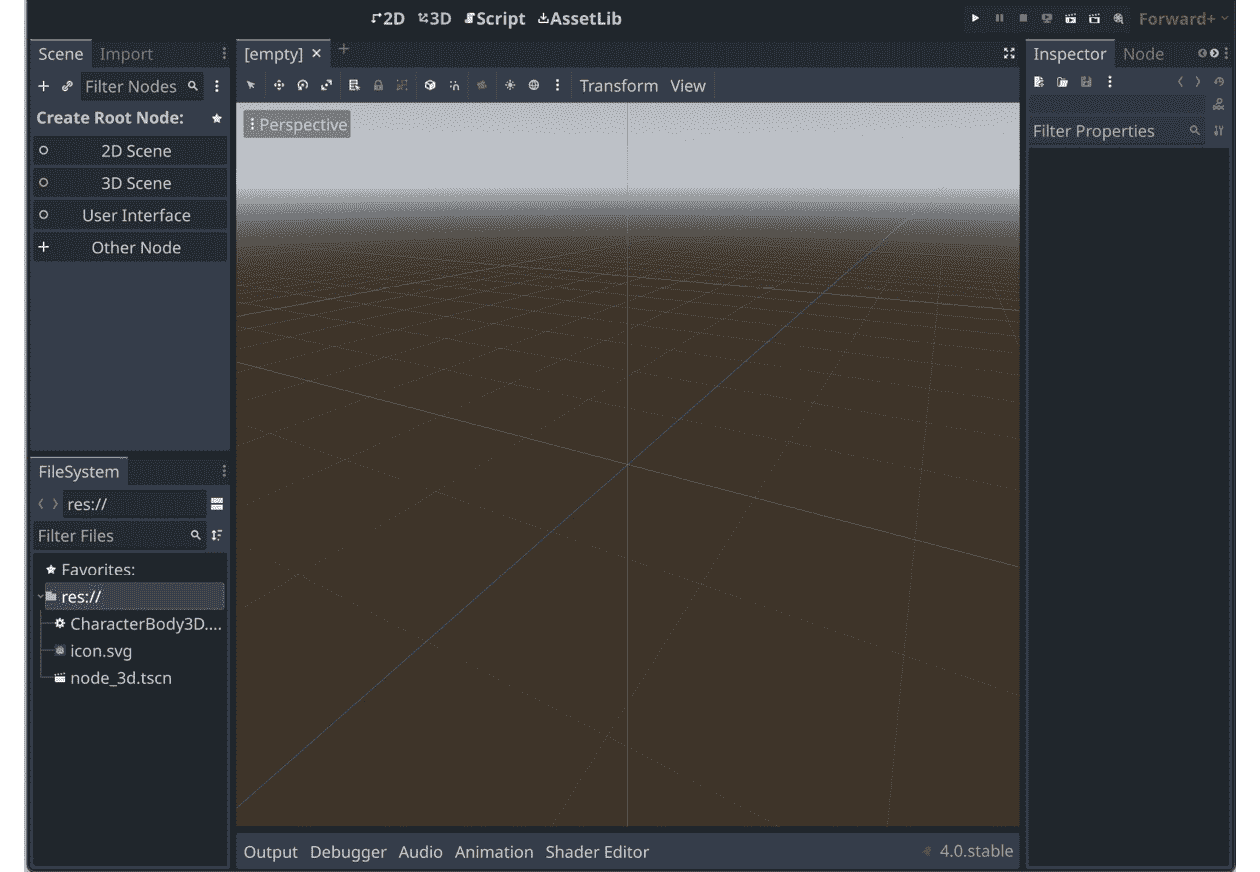 2D 3D Script AssetLib Forward+
Scene Import
Filter Nodes
Create Root Node:
2D Scene
3D Scene
User Interface
Other Node
FileSystem
res://
Filter Files
Favorites:
res://
CharacterBody3D....
icon.svg
node_3d.tscn
[empty]
Transform View
Perspective
Output Debugger Audio Animation Shader Editor 4.0.stable
Inspector Node
Filter Properties